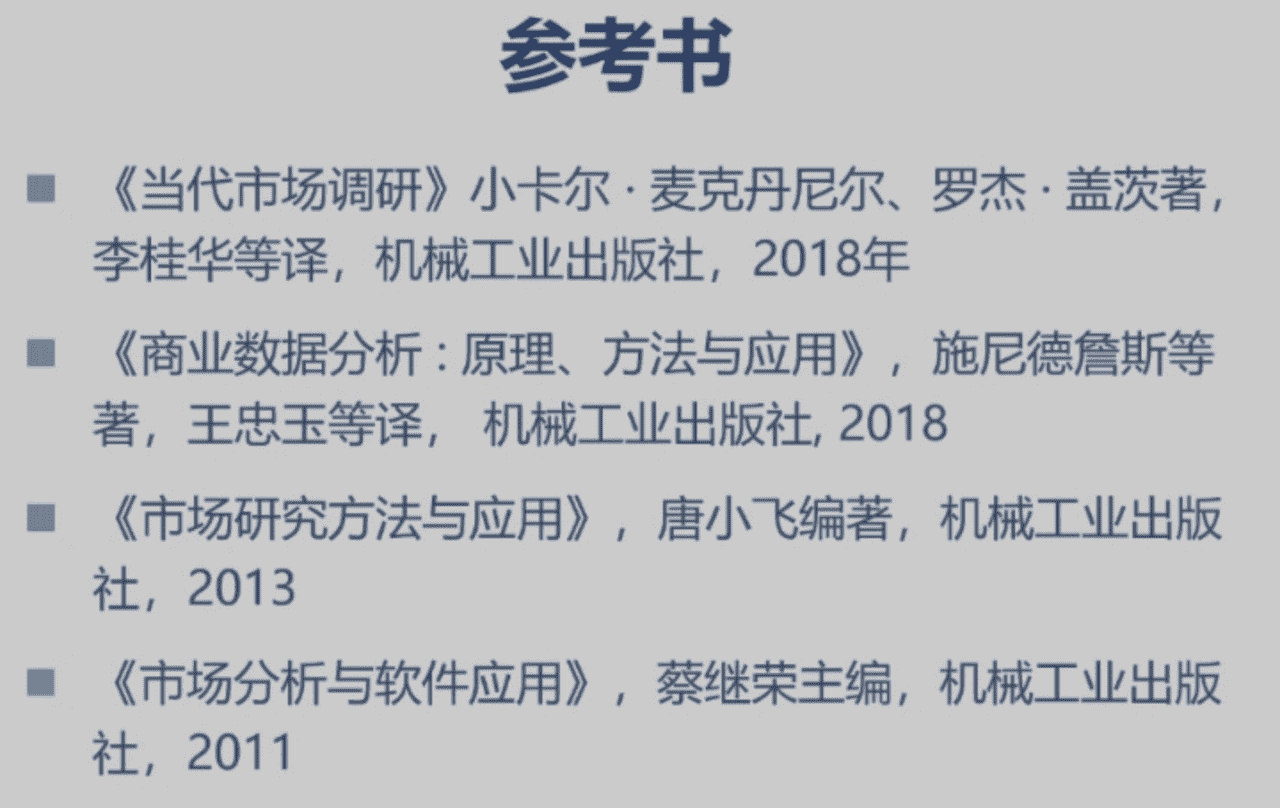 参考书
《当代市场调研》小卡尔·麦克丹尼尔、罗杰·盖茨著，
李桂华等译，机械工业出版社，2018年
《商业数据分析：原理、方法与应用》，施尼德詹斯等
著，王忠玉等译， 机械工业出版社, 2018
《市场研究方法与应用》，唐小飞编著，机械工业出版
社，2013
《市场分析与软件应用》，蔡继荣主编，机械工业出版
社，2011